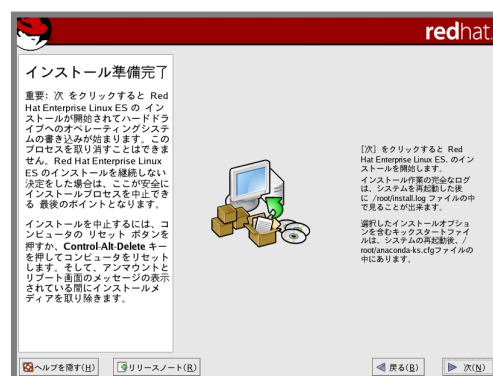 redhat.
インストール準備完了
重要: 次 をクリックすると Red
Hat Enterprise Linux ES の イン
ストールが開始されてハードドラ
イブへのオペレーティングシステ
ムの書き込みが始まります。この
プロセスを取り消すことはできま
せん。Red Hat Enterprise Linux
ES のインストールを継続しない
決定をした場合は、ここが安全に
インストールプロセスを中止でき
る 最後のポイントとなります。
インストールを中止するには、コ
ンピュータの リセット ボタンを
押すか、Control-Alt-Delete キー
を押してコンピュータをリセット
します。そして、アンマウントと
リブート画面のメッセージの表示
されている間にインストールメ
ディアを取り除きます。
[次] をクリックすると Red
Hat Enterprise Linux ES. のイン
ストールを開始します。
インストール作業の完全なログ
は、システムを再起動した後
に /root/install.log ファイルの中
で見ることが出来ます。
選択したインストールオプショ
ンを含むキックスタートファイ
ルは、システムの再起動後、/
root/anaconda-ks.cfgファイルの
中にあります。
ヘルプを隠す(H)
リリースノート(R)
戻る(B)
次(N)